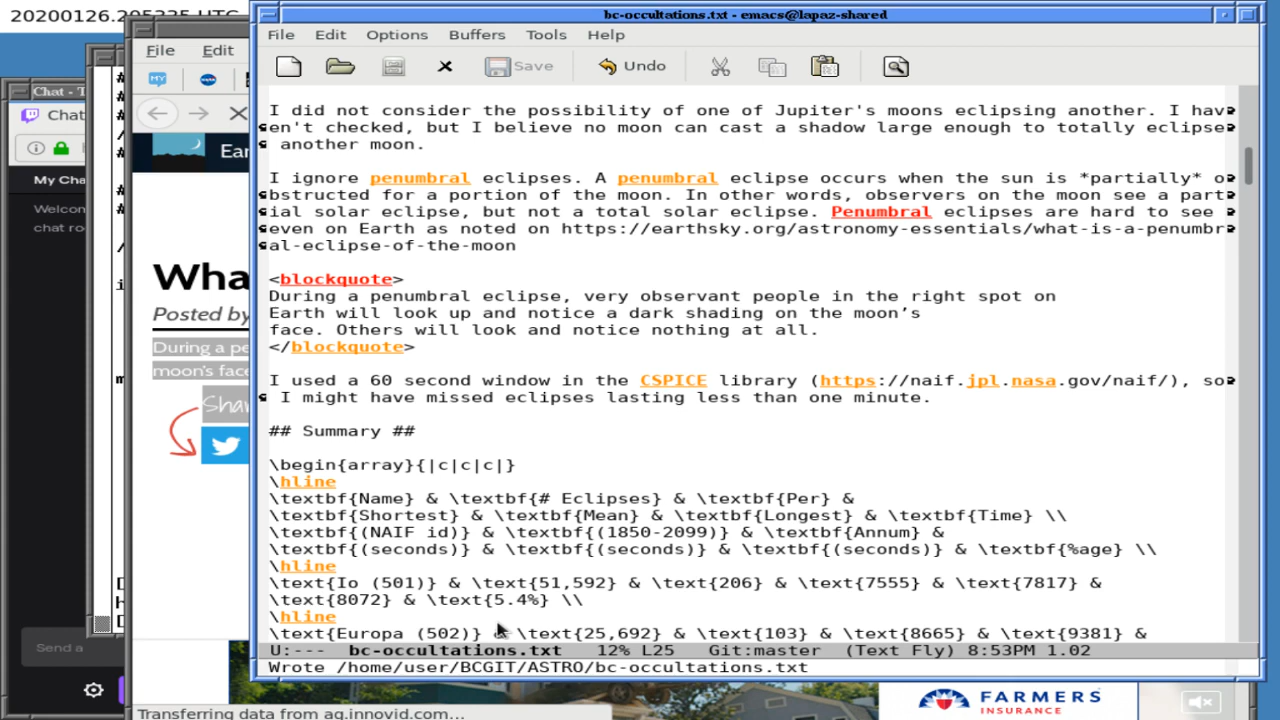 20200126.205335 UTC
bc-occultations.txt - emacs@lapaz-shared
File Edit Options Buffers Tools Help
Save Undo
I did not consider the possibility of one of Jupiter's moons eclipsing another. I hav
en't checked, but I believe no moon can cast a shadow large enough to totally eclipse
another moon.
I ignore penumbral eclipses. A penumbral eclipse occurs when the sun is *partially* o
bstructed for a portion of the moon. In other words, observers on the moon see a part
ial solar eclipse, but not a total solar eclipse. Penumbral eclipses are hard to see
even on Earth as noted on https://earthsky.org/astronomy-essentials/what-is-a-penumbr
al-eclipse-of-the-moon
<blockquote>
During a penumbral eclipse, very observant people in the right spot on
Earth will look up and notice a dark shading on the moon’s
face. Others will look and notice nothing at all.
</blockquote>
I used a 60 second window in the CSPICE library (https://naif.jpl.nasa.gov/naif/), so
I might have missed eclipses lasting less than one minute.
## Summary ##
\begin{array}{|c|c|c|}
\hline
\textbf{Name} & \textbf{# Eclipses} & \textbf{Per} &
\textbf{Shortest} & \textbf{Mean} & \textbf{Longest} & \textbf{Time} \\
\textbf{(NAIF id)} & \textbf{(1850-2099)} & \textbf{Annum} &
\textbf{(seconds)} & \textbf{(seconds)} & \textbf{(seconds)} & \textbf{%age} \\
\hline
\text{Io (501)} & \text{51,592} & \text{206} & \text{7555} & \text{7817} &
\text{8072} & \text{5.4%} \\
\hline
\text{Europa (502)} & \text{25,692} & \text{103} & \text{8665} & \text{9381} &
U:--- bc-occultations.txt 12% L25 Git:master (Text Fly) 8:53PM 1.02
Wrote /home/user/BCGIT/ASTRO/bc-occultations.txt
File Edit
MY
Ear
Wha
Posted by
During a pe
moon's face
Shar
Chat - T
Chat
My Cha
Welcom
chat ro
Send a
Transferring data from ag.innovid.com...
FARMERS
INSURANCE